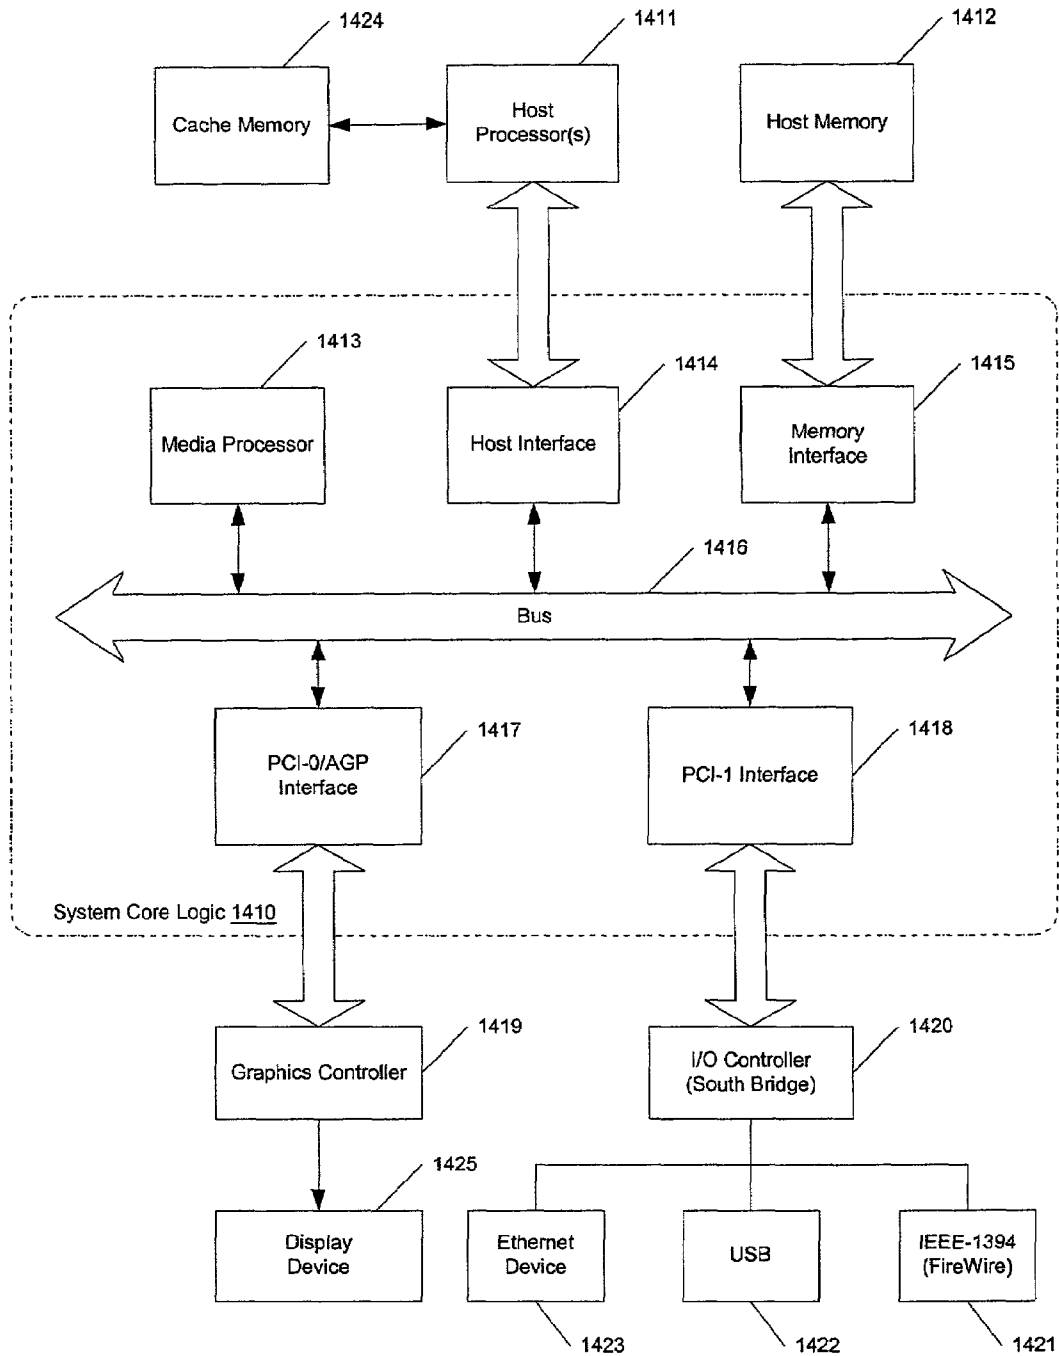 1424
1411
1412
Cache Memory
Host
Processor(s)
Host Memory
1413
1414
1415
Media Processor
Host Interface
Memory
Interface
1416
Bus
1417
1418
PCI-0/AGP
Interface
PCI-1 Interface
System Core Logic 1410
1419
1420
Graphics Controller
I/O Controller
(South Bridge)
1425
Display
Device
Ethernet
Device
USB
IEEE-1394
(FireWire)
1423
1422
1421